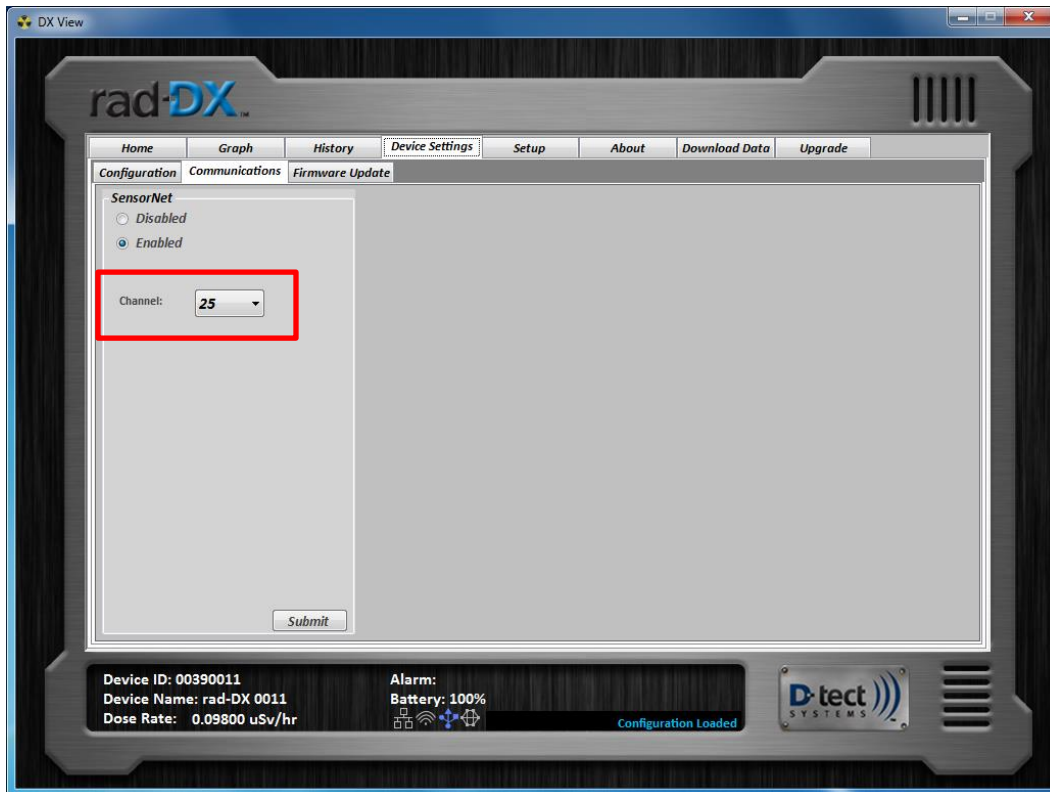 DX View
rad-DX™
Home Graph History Device Settings Setup About Download Data Upgrade
Configuration Communications Firmware Update
SensorNet
Disabled
Enabled
Channel: 25
Submit
Device ID: 00390011 Alarm:
Device Name: rad-DX 0011 Battery: 100%
Dose Rate: 0.09800 uSv/hr
Configuration Loaded
D-tect
SYSTEMS